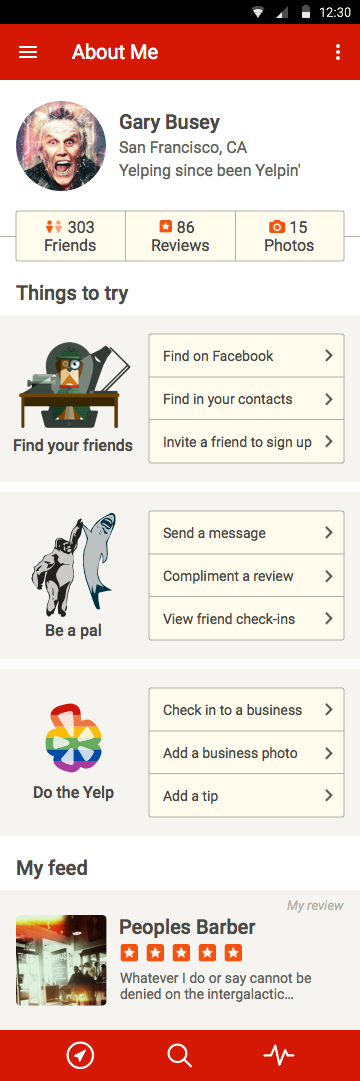 12:30
About Me
Gary Busey
San Francisco, CA
Yelping since been Yelpin'
303
Friends
86
Reviews
15
Photos
Things to try
Find your friends
Find on Facebook
Find in your contacts
Invite a friend to sign up
Be a pal
Send a message
Compliment a review
View friend check-ins
Do the Yelp
Check in to a business
Add a business photo
Add a tip
My feed
My review
Peoples Barber
Whatever I do or say cannot be
denied on the intergalactic...